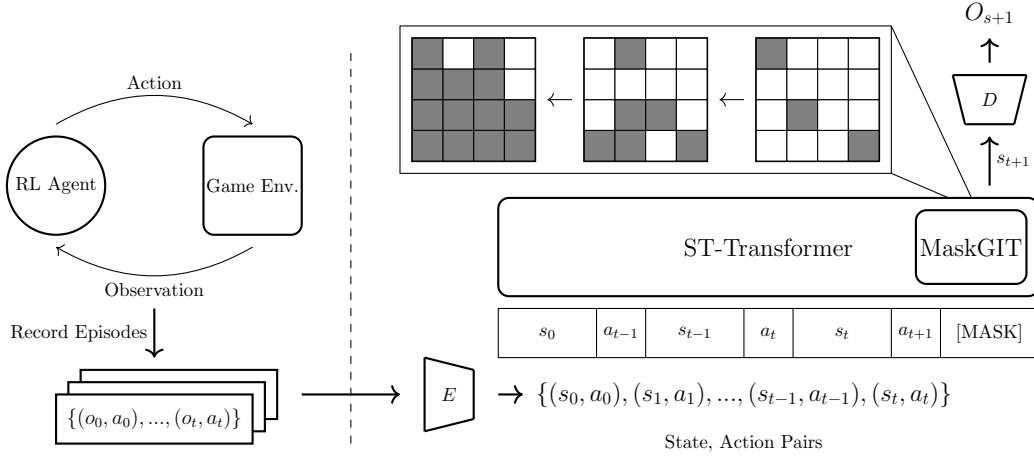 Action
RL Agent
Game Env.
Observation
Record Episodes
{(o_0, a_0), ..., (o_t, a_t)}
E
{(s_0, a_0), (s_1, a_1), ..., (s_{t−1}, a_{t−1}), (s_t, a_t)}
State, Action Pairs
s_0 a_{t−1} s_{t−1} a_t s_t a_{t+1} [MASK]
ST-Transformer
MaskGIT
s_{t+1}
D
O_{s+1}